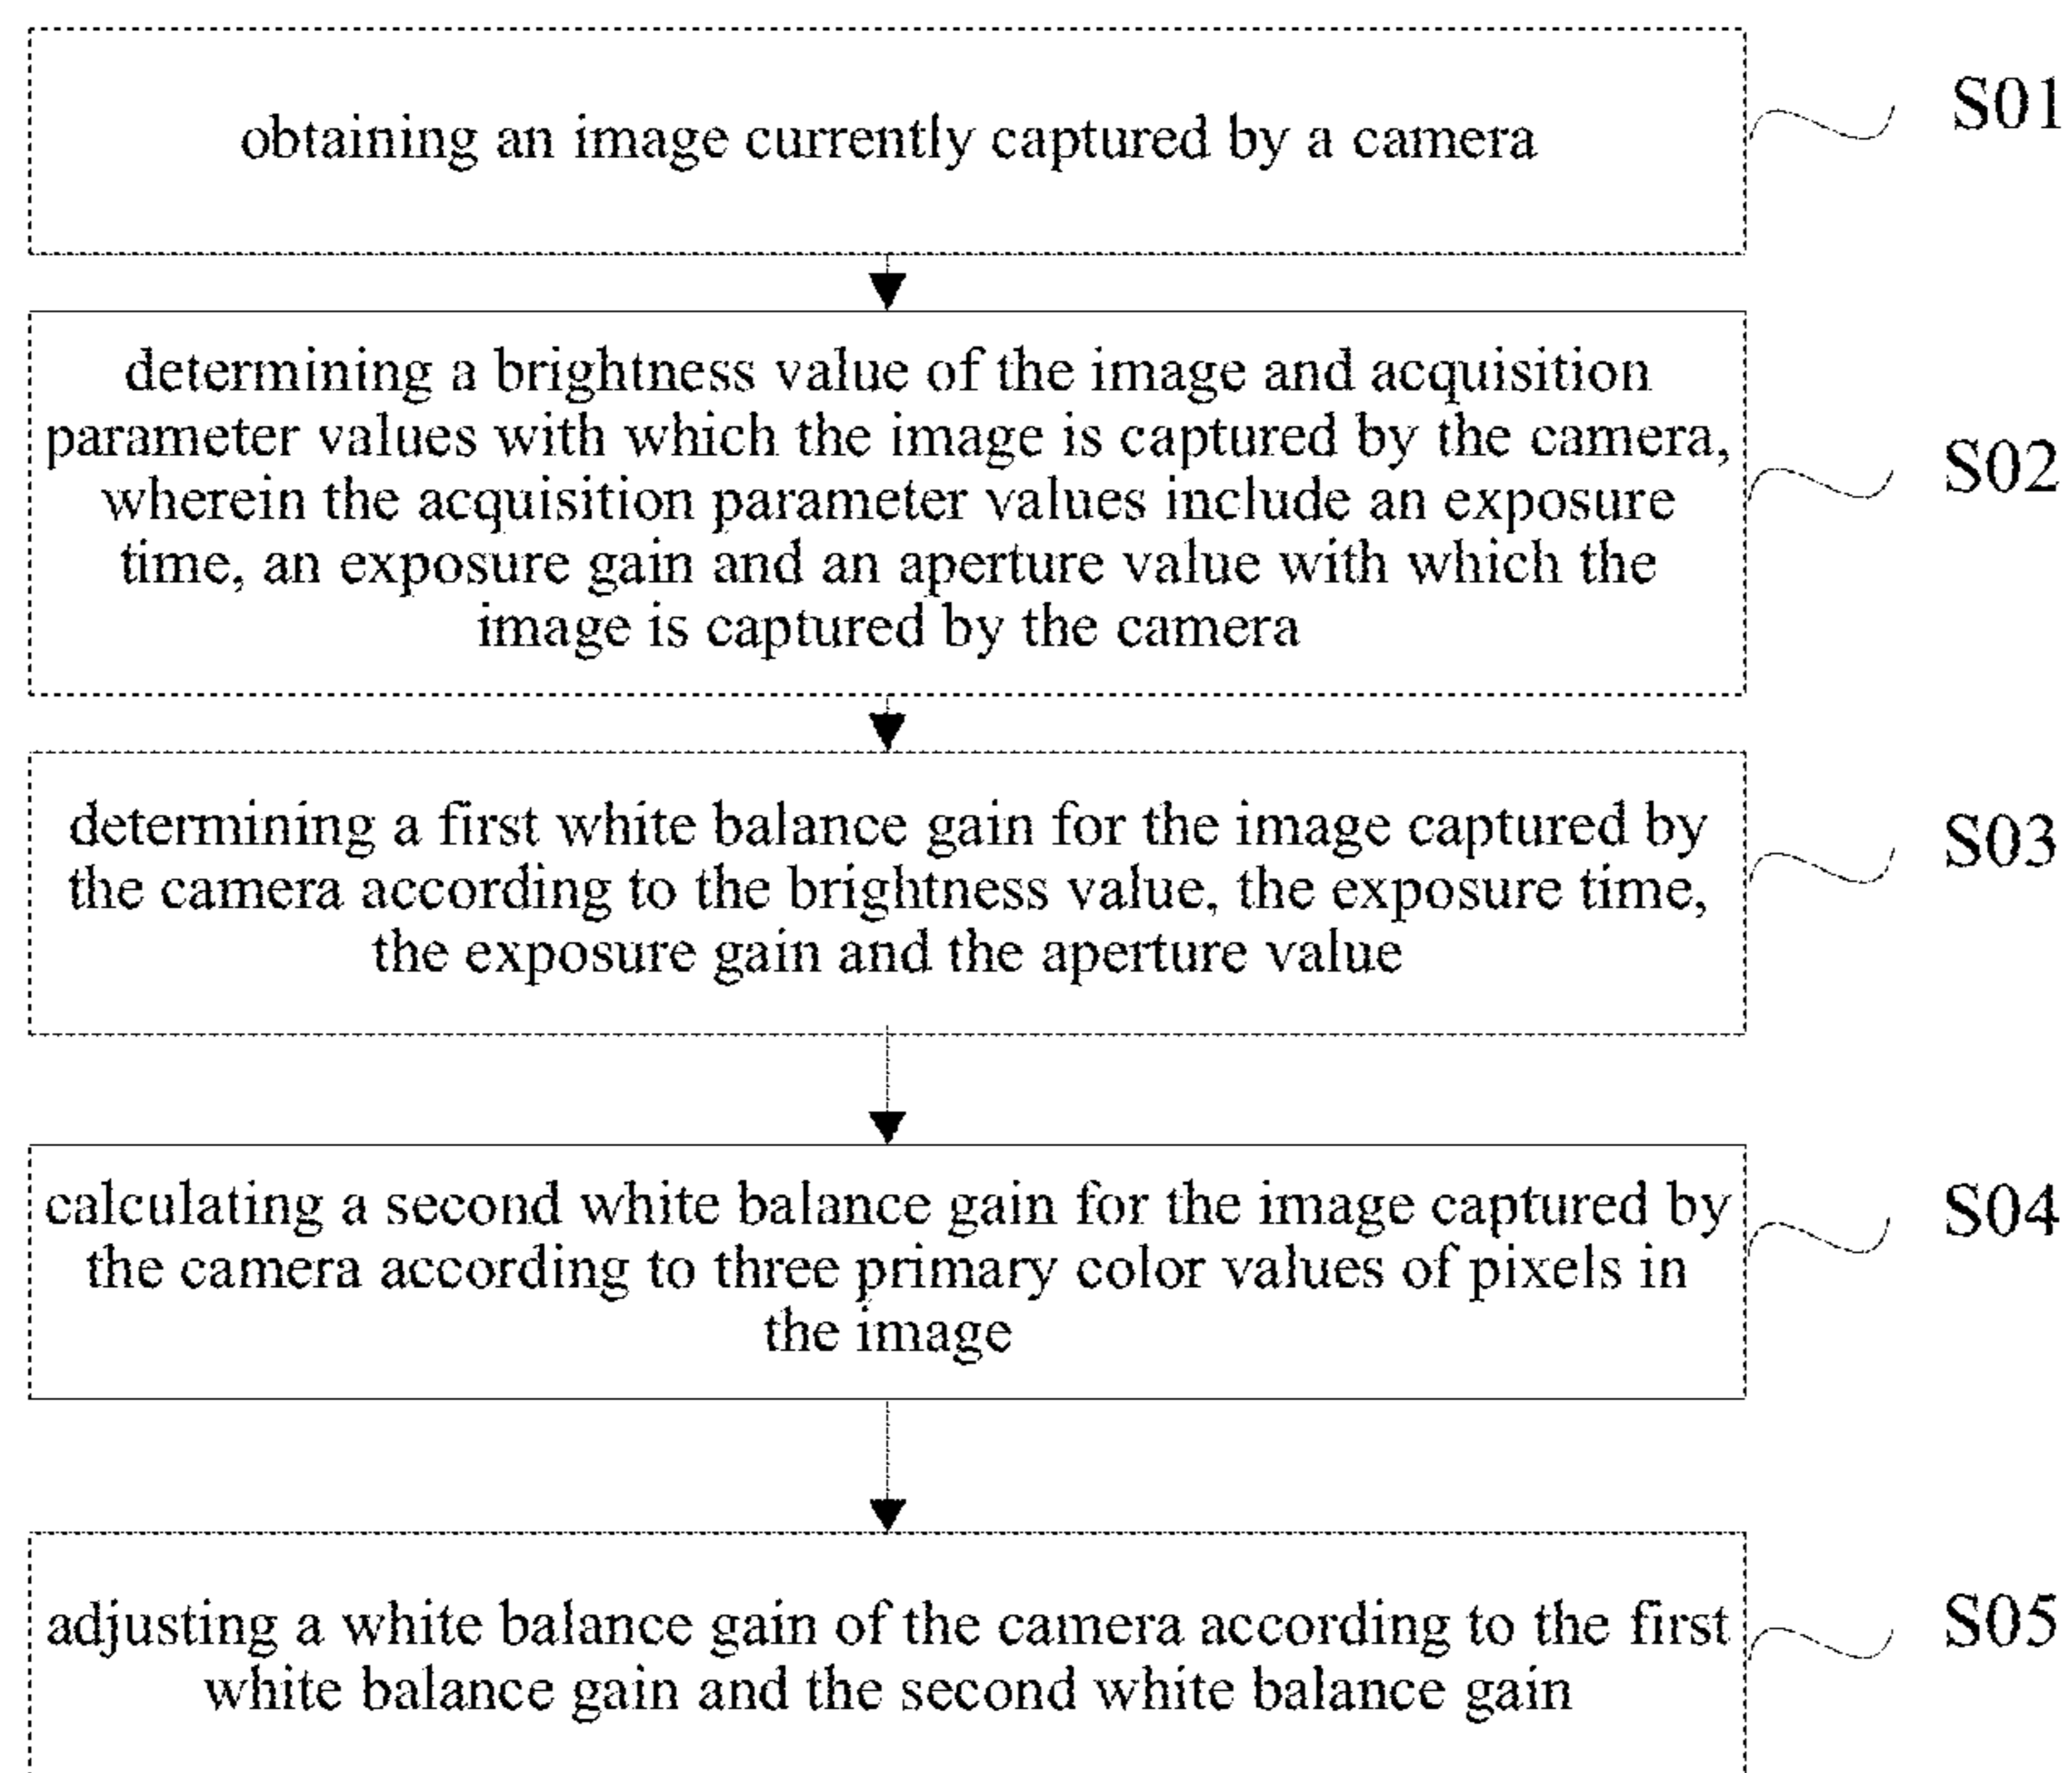 obtaining an image currently captured by a camera
S01
determining a brightness value of the image and acquisition
parameter values with which the image is captured by the camera,
wherein the acquisition parameter values include an exposure
time, an exposure gain and an aperture value with which the
image is captured by the camera
S02
determining a first white balance gain for the image captured by
the camera according to the brightness value, the exposure time,
the exposure gain and the aperture value
S03
calculating a second white balance gain for the image captured by
the camera according to three primary color values of pixels in
the image
S04
adjusting a white balance gain of the camera according to the first
white balance gain and the second white balance gain
S05